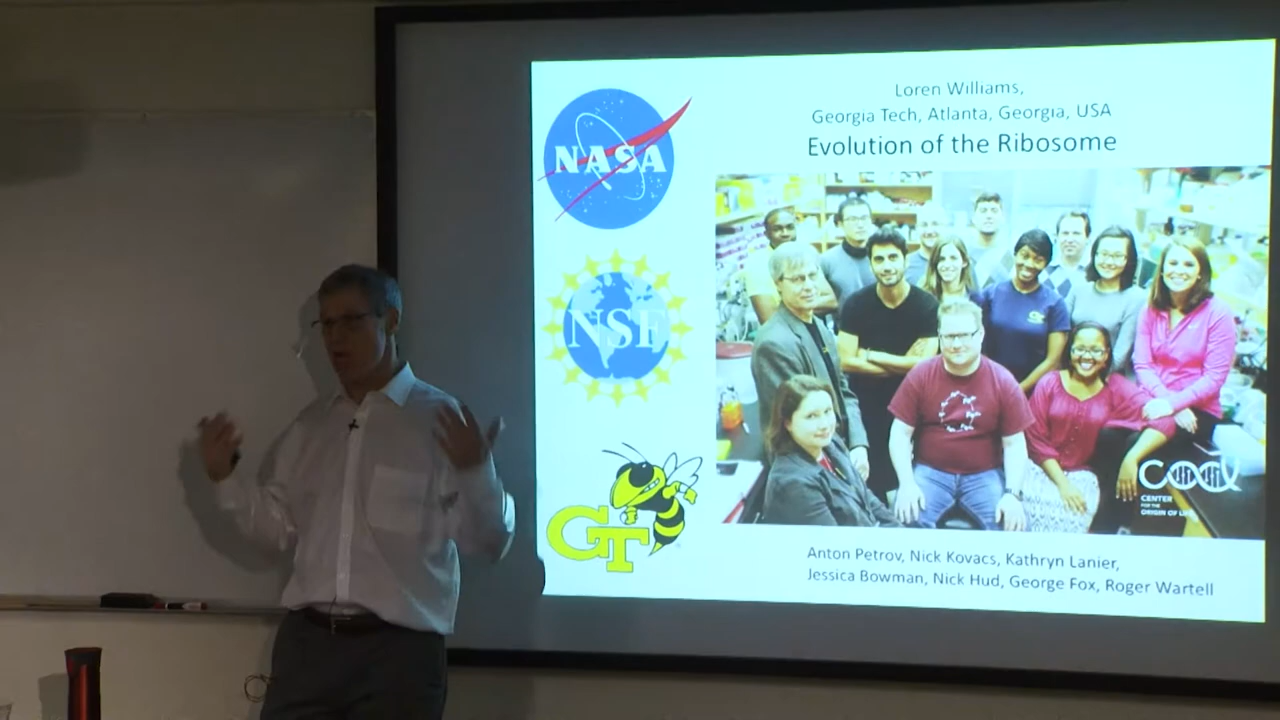 Loren Williams,
Georgia Tech, Atlanta, Georgia, USA
Evolution of the Ribosome
NASA
NSF
GT
COOL
CENTER
FOR THE
ORIGIN OF LIFE
Anton Petrov, Nick Kovacs, Kathryn Lanier,
Jessica Bowman, Nick Hud, George Fox, Roger Wartell